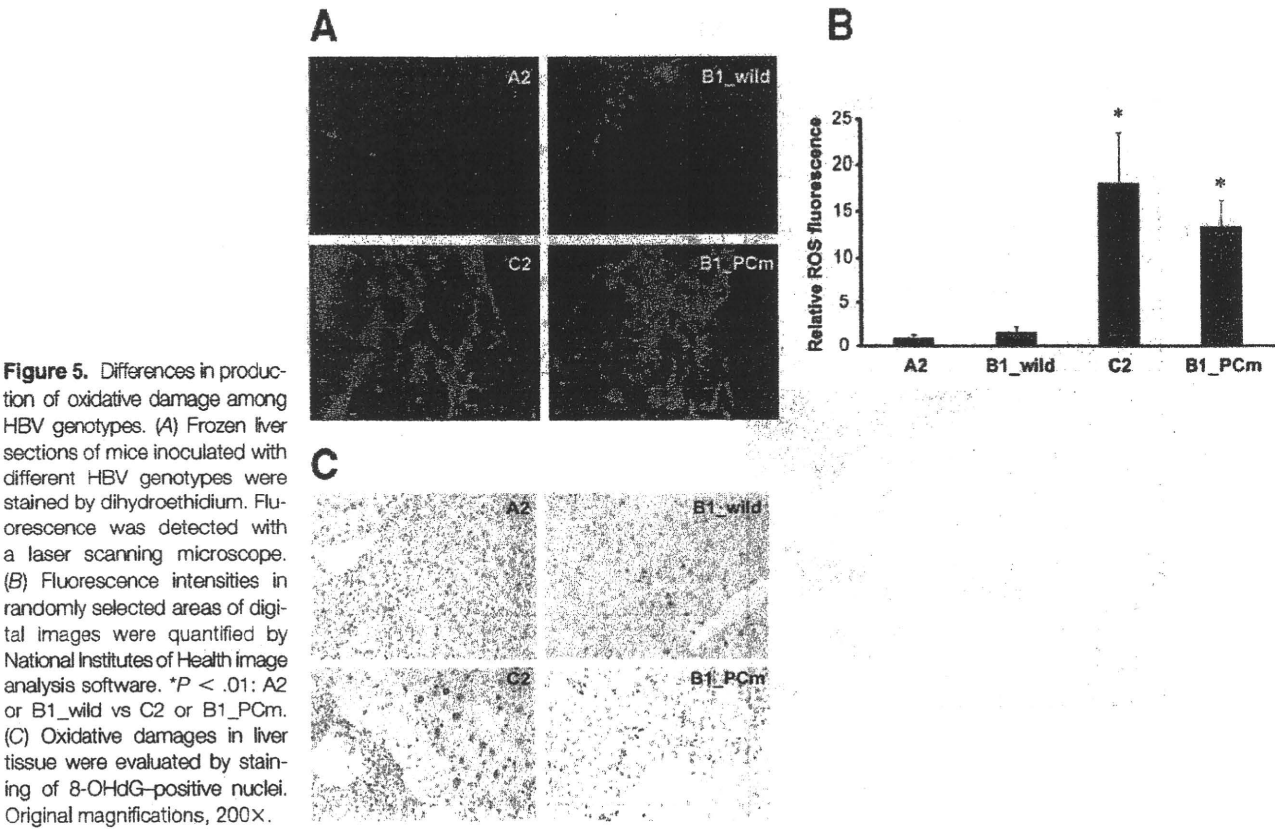 A
A2
B1_wild
C2
B1_PCm
B
Relative ROS fluorescence
25
20
15
10
5
0
*
*
A2
B1_wild
C2
B1_PCm
C
A2
B1_wild
C2
B1_PCm
Figure 5. Differences in produc-
tion of oxidative damage among
HBV genotypes. (A) Frozen liver
sections of mice inoculated with
different HBV genotypes were
stained by dihydroethidium. Flu-
orescence was detected with
a laser scanning microscope.
(B) Fluorescence intensities in
randomly selected areas of digi-
tal images were quantified by
National Institutes of Health image
analysis software. *P < .01: A2
or B1_wild vs C2 or B1_PCm.
(C) Oxidative damages in liver
tissue were evaluated by stain-
ing of 8-OHdG–positive nuclei.
Original magnifications, 200×.